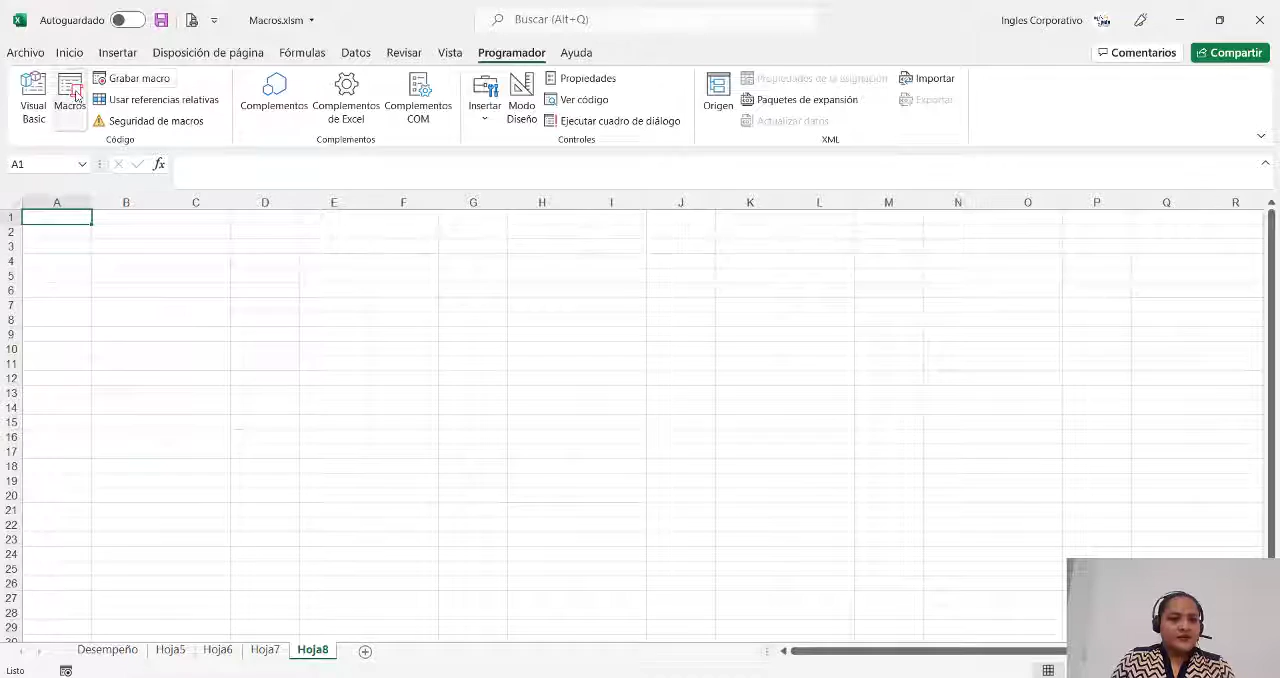 Autoguardado Macros.xlsm Buscar (Alt+Q) Ingles Corporativo
Archivo Inicio Insertar Disposición de página Fórmulas Datos Revisar Vista Programador Ayuda Comentarios Compartir
Visual Basic
Macros
Grabar macro
Usar referencias relativas
Seguridad de macros
Código
Complementos
Complementos de Excel
Complementos COM
Complementos
Insertar
Modo Diseño
Propiedades
Ver código
Ejecutar cuadro de diálogo
Controles
Origen
Propiedades de la asignación
Paquetes de expansión
Actualizar datos
Importar
Exportar
XML
A1 fx
A B C D E F G H I J K L M N O P Q R
1
2
3
4
5
6
7
8
9
10
11
12
13
14
15
16
17
18
19
20
21
22
23
24
25
26
27
28
29
Desempeño Hoja5 Hoja6 Hoja7 Hoja8
Listo